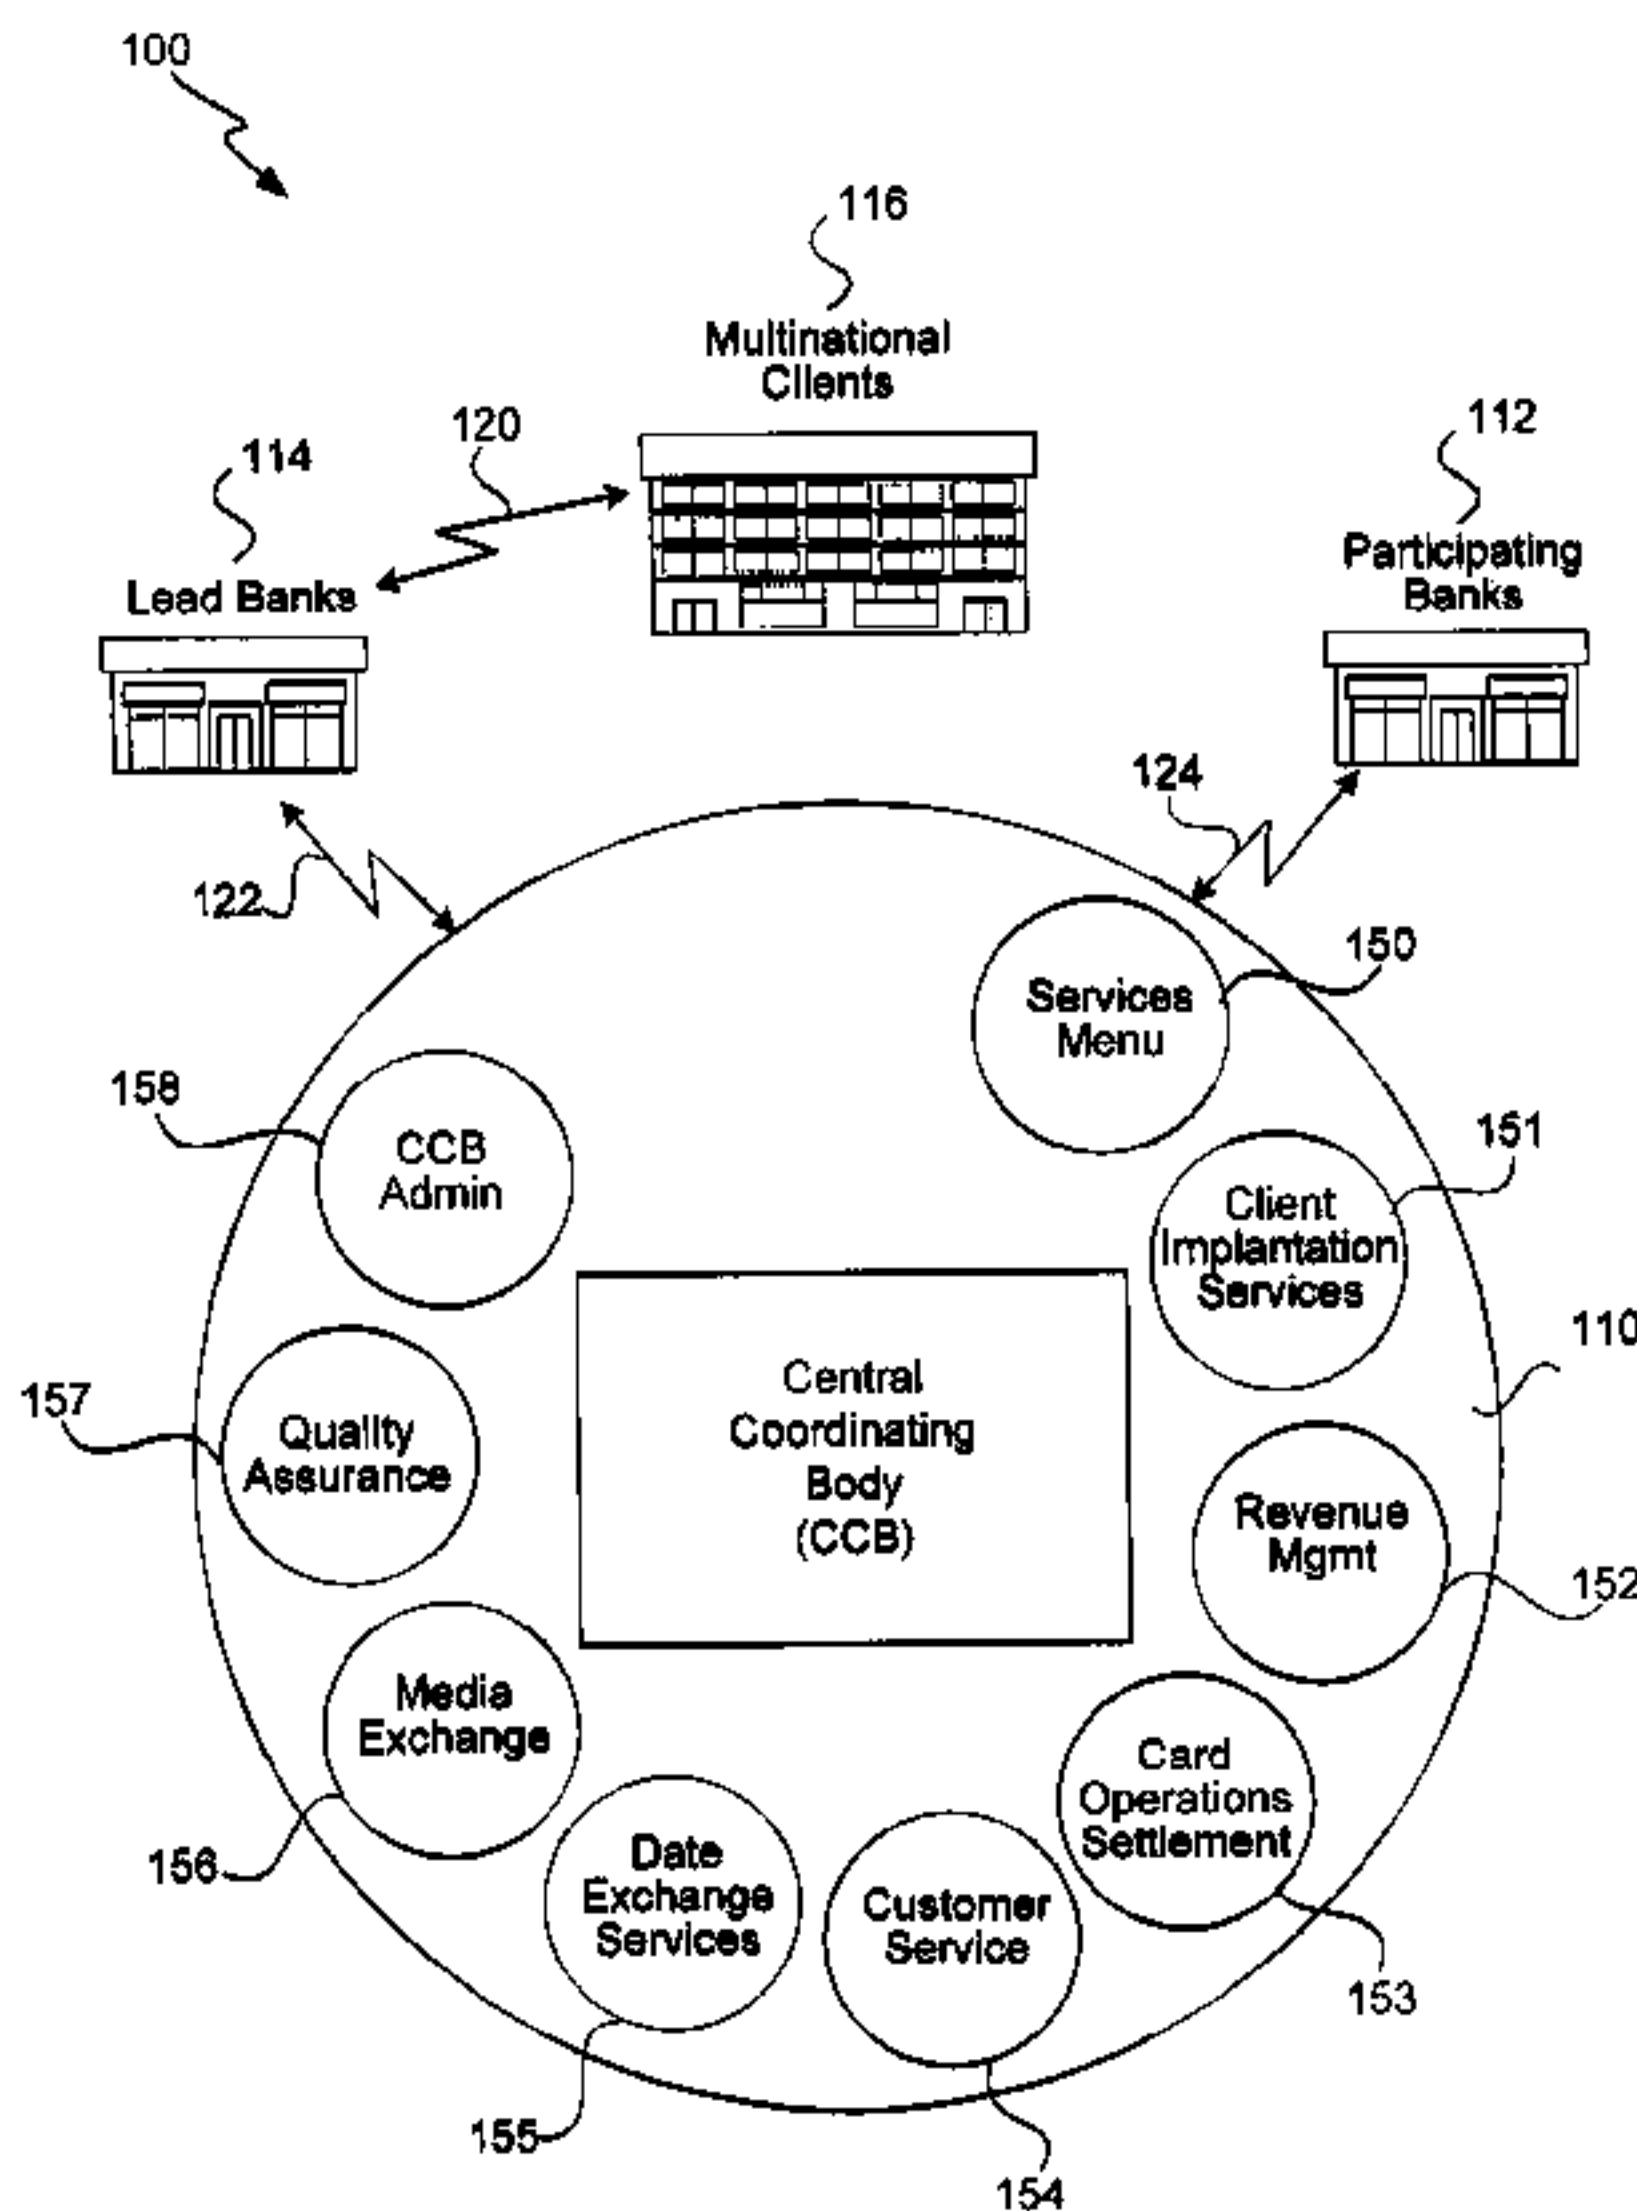 100
116
Multinational
Clients
120
112
114
Participating
Banks
Lead Banks
124
122
150
Services
Menu
158
151
CCB
Admin
Client
Implantation
Services
110
Central
Coordinating
Body
(CCB)
157
Quality
Assurance
Revenue
Mgmt
152
Media
Exchange
Card
Operations
Settlement
156
Date
Exchange
Services
Customer
Service
153
155
154